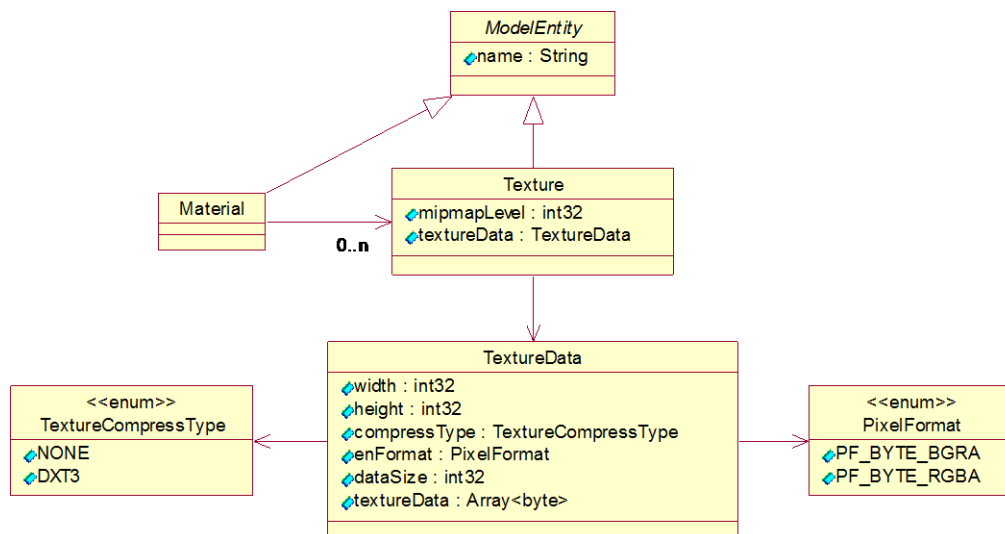 ModelEntity
name : String
Texture
mipmapLevel : int32
textureData : TextureData
Material
0..n
TextureData
width : int32
height : int32
compressType : TextureCompressType
enFormat : PixelFormat
dataSize : int32
textureData : Array<byte>
<<enum>>
TextureCompressType
NONE
DXT3
<<enum>>
PixelFormat
PF_BYTE_BGRA
PF_BYTE_RGBA